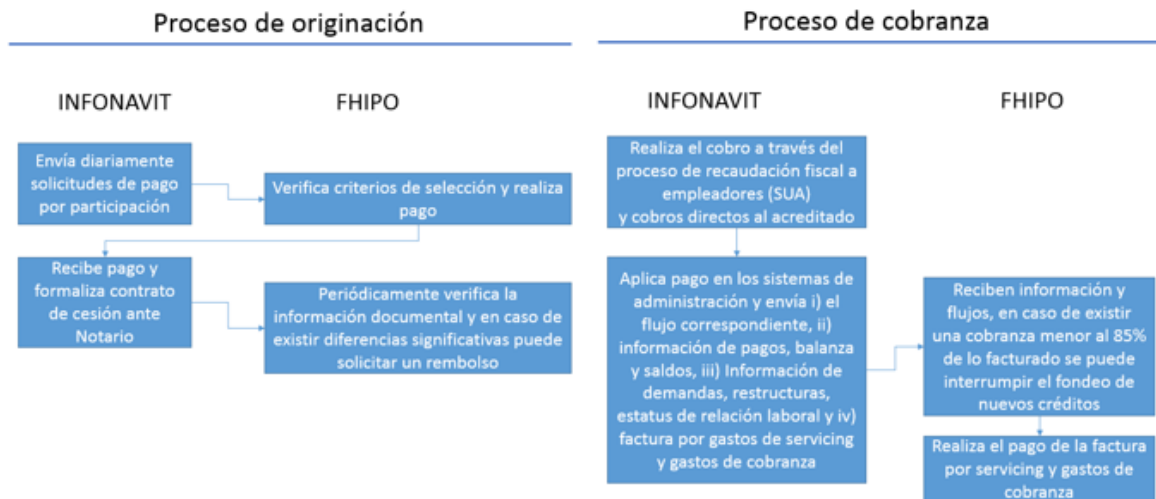 Proceso de originación
INFONAVIT
FHIPO
Envía diariamente
solicitudes de pago
por participación
Verifica criterios de selección y realiza
pago
Recibe pago y
formaliza contrato
de cesión ante
Notario
Periódicamente verifica la
información documental y en caso de
existir diferencias significativas puede
solicitar un rembolso
Proceso de cobranza
INFONAVIT
FHIPO
Realiza el cobro a través del
proceso de recaudación fiscal a
empleadores (SUA)
y cobros directos al acreditado
Aplica pago en los sistemas de
administración y envía i) el
flujo correspondiente, ii)
información de pagos, balanza
y saldos, iii) Información de
demandas, restructuras,
estatus de relación laboral y iv)
factura por gastos de servicing
y gastos de cobranza
Reciben información y
flujos, en caso de existir
una cobranza menor al 85%
de lo facturado se puede
interrumpir el fondeo de
nuevos créditos
Realiza el pago de la factura
por servicing y gastos de
cobranza